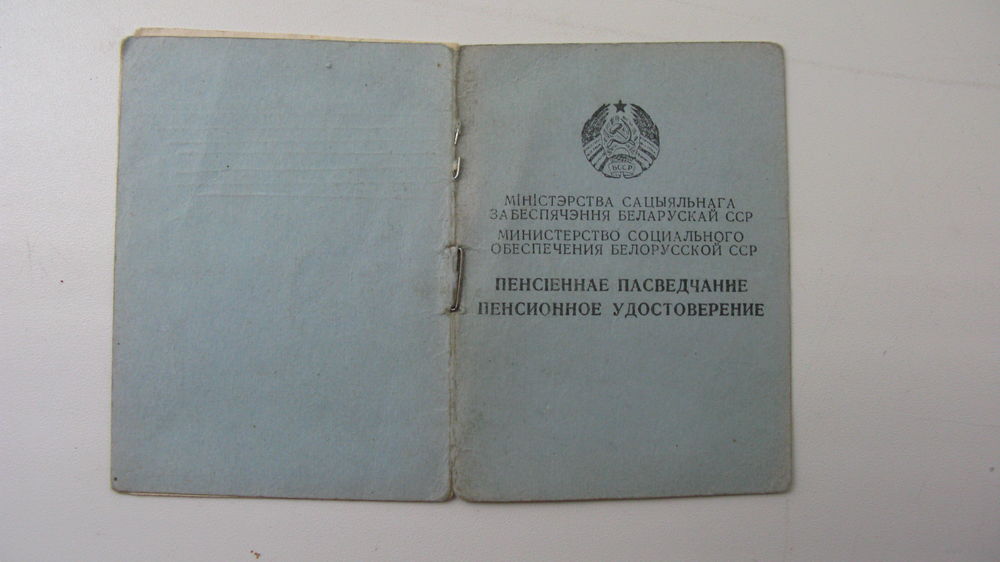 БССР
МІНІСТЭРСТВА САЦЫЯЛЬНАГА
ЗАБЕСПЯЧЭННЯ БЕЛАРУСКАЙ ССР
МИНИСТЕРСТВО СОЦИАЛЬНОГО
ОБЕСПЕЧЕНИЯ БЕЛОРУССКОЙ ССР
ПЕНСІЕННАЕ ПАСВЕДЧАННЕ
ПЕНСИОННОЕ УДОСТОВЕРЕНИЕ